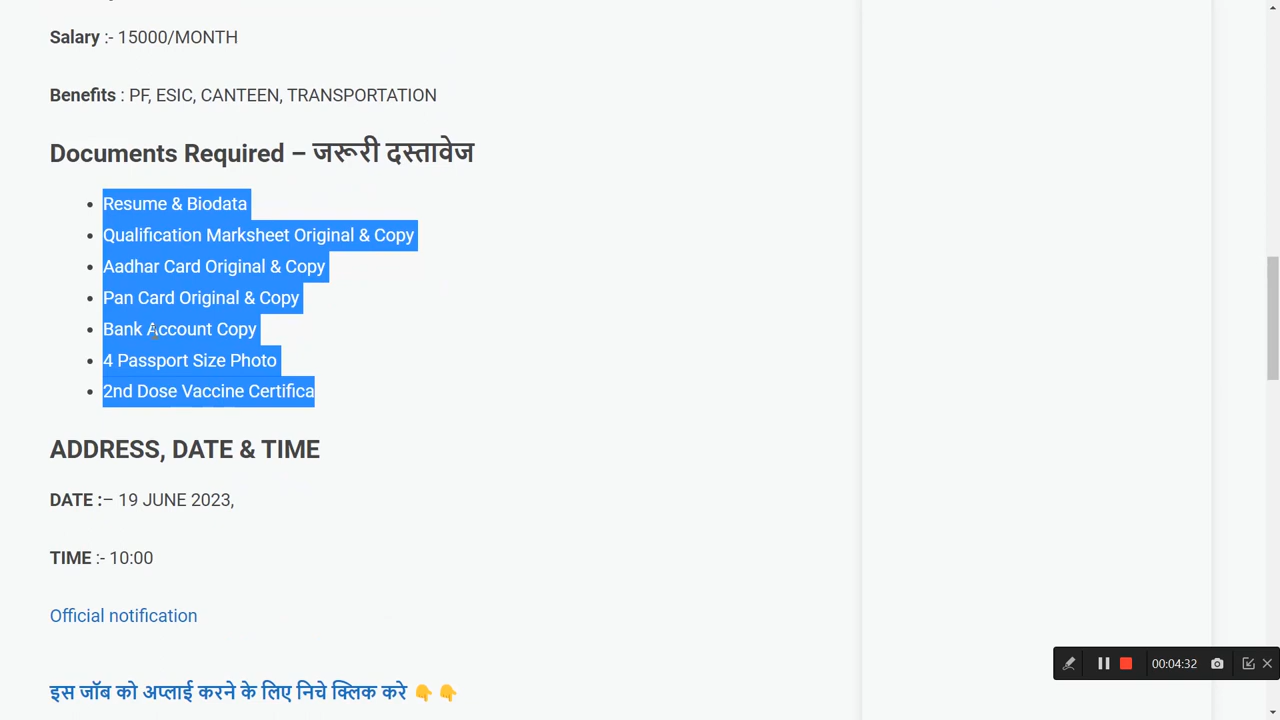 Salary :- 15000/MONTH
Benefits : PF, ESIC, CANTEEN, TRANSPORTATION
Documents Required – जरूरी दस्तावेज
Resume & Biodata
Qualification Marksheet Original & Copy
Aadhar Card Original & Copy
Pan Card Original & Copy
Bank Account Copy
4 Passport Size Photo
2nd Dose Vaccine Certifica
ADDRESS, DATE & TIME
DATE :– 19 JUNE 2023,
TIME :- 10:00
Official notification
00:04:32
इस जॉब को अप्लाई करने के लिए निचे क्लिक करे 👇👇